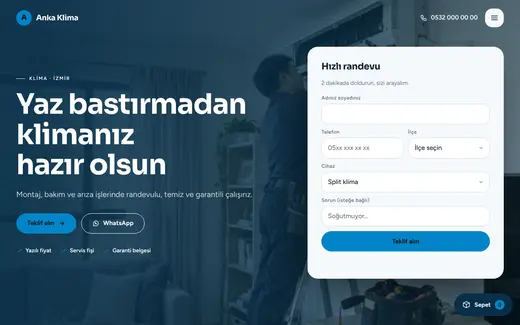 A
Anka Klima
0532 000 00 00
KLİMA · İZMİR
Yaz bastırmadan
klimanız
hazır olsun
Montaj, bakım ve arıza işlerinde randevulu, temiz ve garantili çalışırız.
Teklif alın →
WhatsApp
✓ Yazılı fiyat
✓ Servis fişi
✓ Garanti belgesi
Hızlı randevu
2 dakikada doldurun, sizi arayalım.
Adınız soyadınız
Telefon
İlçe
05xx xxx xx xx
İlçe seçin
Cihaz
Split klima
Sorun (isteğe bağlı)
Soğutmuyor...
Teklif alın
Sepet